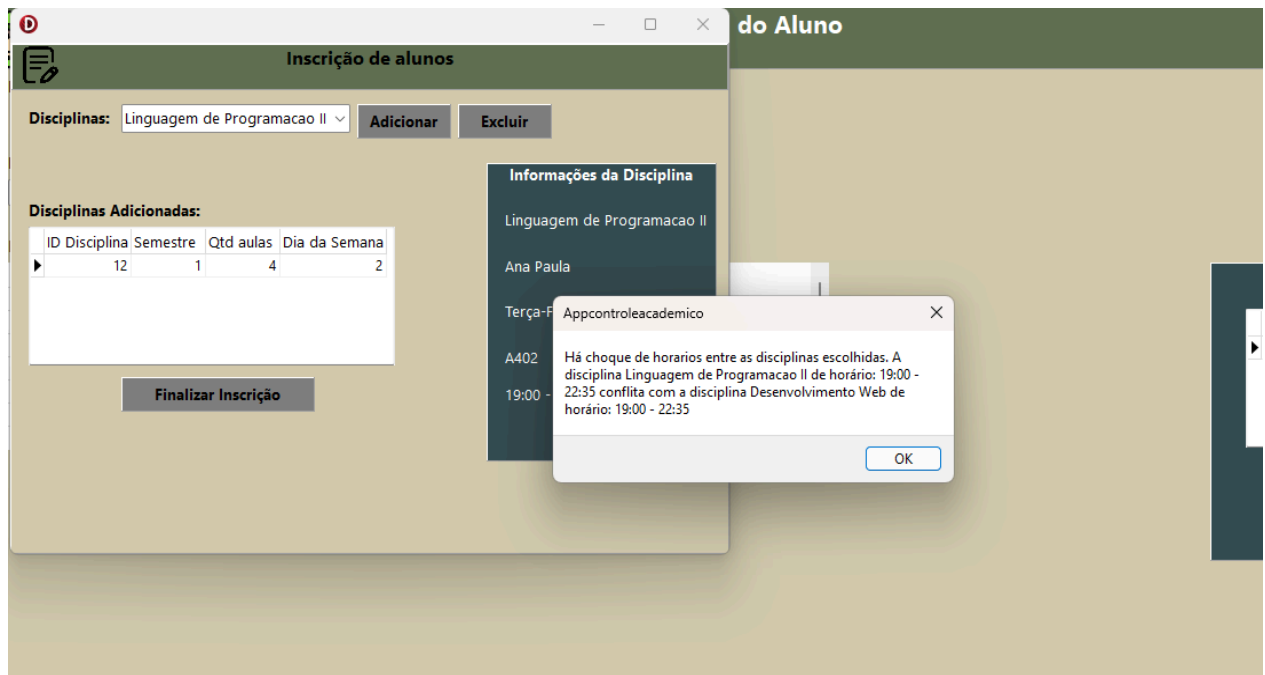 do Aluno
Inscrição de alunos
Disciplinas: Linguagem de Programacao II Adicionar Excluir
Informações da Disciplina
Linguagem de Programacao II
Ana Paula
Terça-F
A402
19:00 -
Disciplinas Adicionadas:
ID Disciplina Semestre Qtd aulas Dia da Semana
12 1 4 2
Finalizar Inscrição
Appcontroleacademico
Há choque de horarios entre as disciplinas escolhidas. A
disciplina Linguagem de Programacao II de horário: 19:00 -
22:35 conflita com a disciplina Desenvolvimento Web de
horário: 19:00 - 22:35
OK